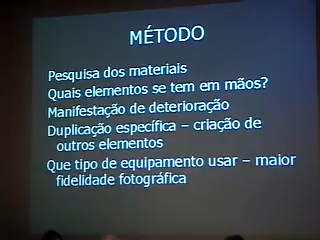 MÉTODO
Pesquisa dos materiais
Quais elementos se tem em mãos?
Manifestação de deterioração
Duplicação específica – criação de
outros elementos
Que tipo de equipamento usar – maior
fidelidade fotográfica